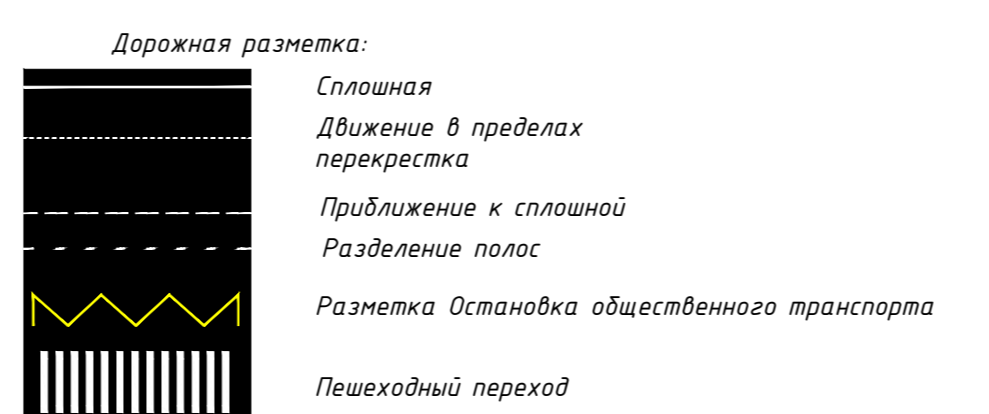 Дорожная разметка:
Сплошная
Движение в пределах
перекрестка
Приближение к сплошной
Разделение полос
Разметка Остановка общественного транспорта
Пешеходный переход